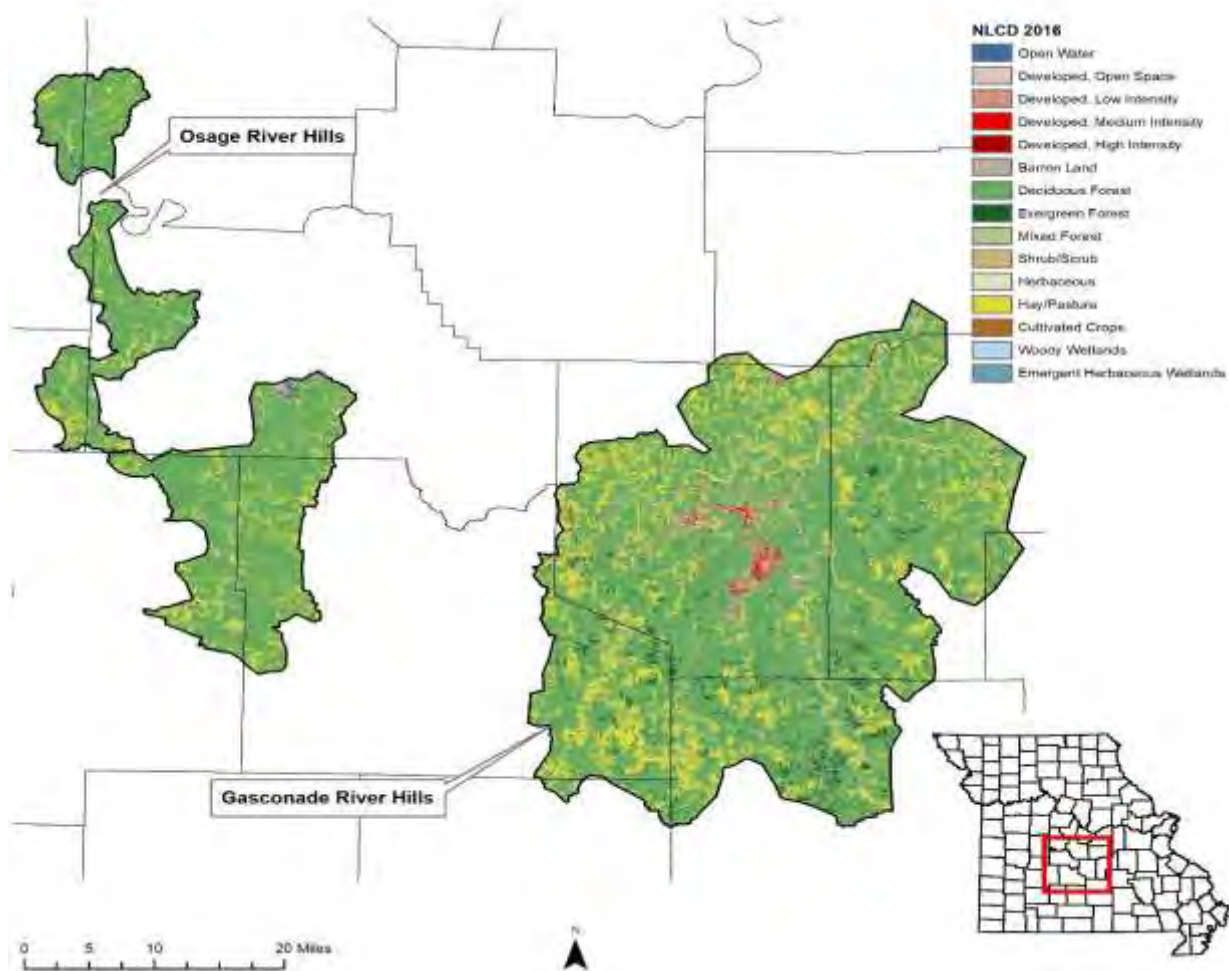 NLCD 2016
Open Water
Developed, Open Space
Developed, Low Intensity
Developed, Medium Intensity
Developed, High Intensity
Barren Land
Deciduous Forest
Evergreen Forest
Mixed Forest
Shrub/Scrub
Herbaceous
Hay/Pasture
Cultivated Crops
Woody Wetlands
Emergent Herbaceous Wetlands
Osage River Hills
Gasconade River Hills
0 5 10 20 Miles
N